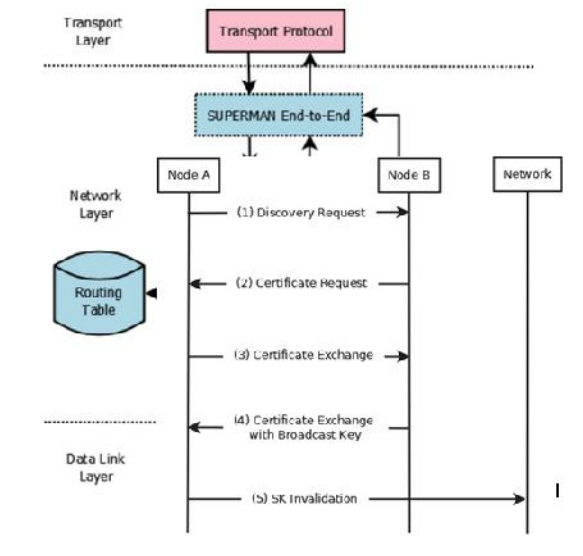 Transport
Layer
Transport Protocol
SUPERMAN End-to-End
Node A
Node B
Network
Network
Layer
(1) Discovery Request
Routing
Table
(2) Certificate Request
(3) Certificate Exchange
(4) Certificate Exchange
with Broadcast Key
Data Link
Layer
(5) SK Invalidation
I